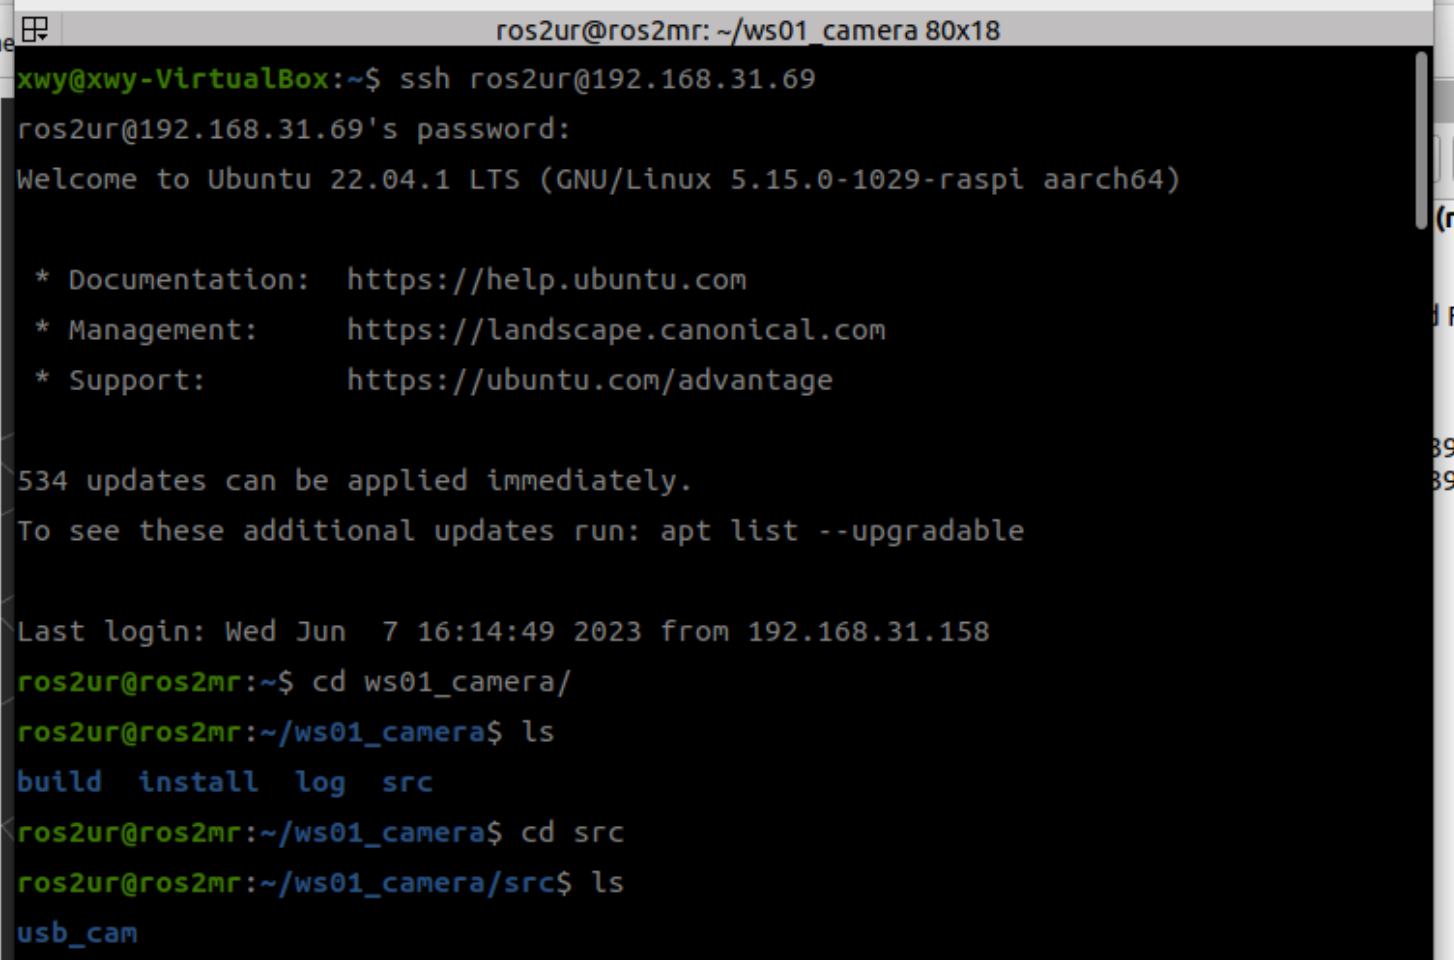 ros2ur@ros2mr: ~/ws01_camera 80x18
xwy@xwy-VirtualBox:~$ ssh ros2ur@192.168.31.69
ros2ur@192.168.31.69's password:
Welcome to Ubuntu 22.04.1 LTS (GNU/Linux 5.15.0-1029-raspi aarch64)
* Documentation:  https://help.ubuntu.com
* Management:     https://landscape.canonical.com
* Support:        https://ubuntu.com/advantage
534 updates can be applied immediately.
To see these additional updates run: apt list --upgradable
Last login: Wed Jun  7 16:14:49 2023 from 192.168.31.158
ros2ur@ros2mr:~$ cd ws01_camera/
ros2ur@ros2mr:~/ws01_camera$ ls
build  install  log  src
ros2ur@ros2mr:~/ws01_camera$ cd src
ros2ur@ros2mr:~/ws01_camera/src$ ls
usb_cam